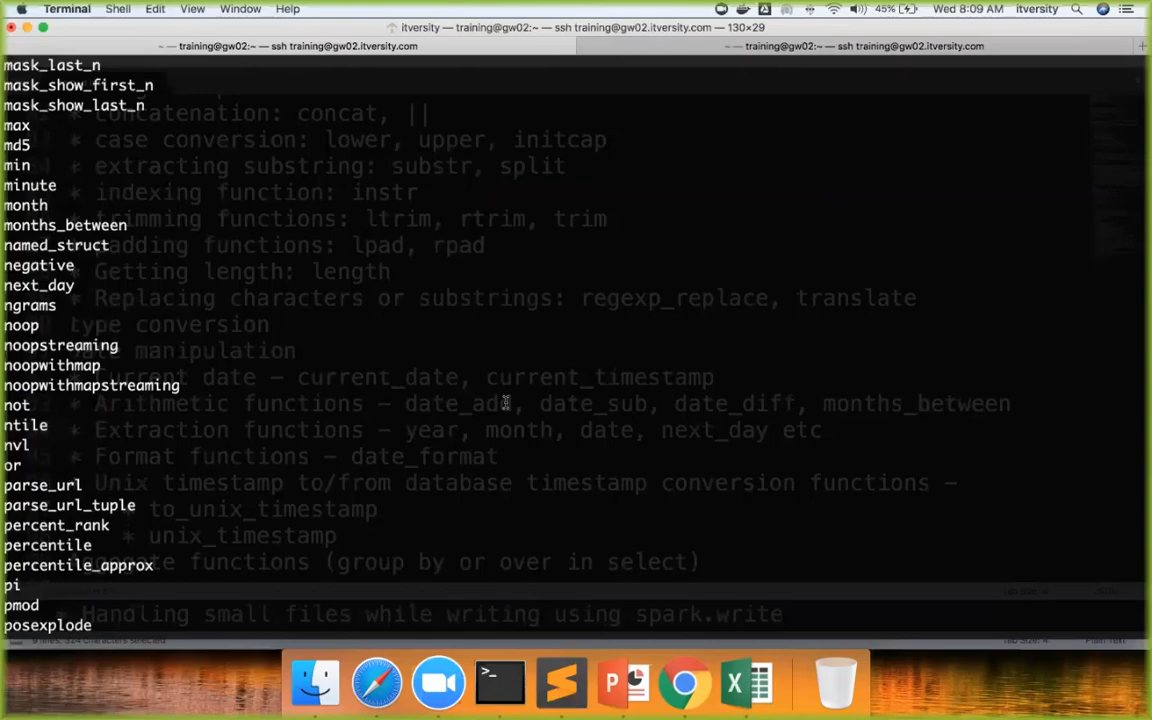 Terminal Shell Edit View Window Help 45% Wed 8:09 AM itversity
itversity — training@gw02:~ — ssh training@gw02.itversity.com — 130×29
~ — training@gw02:~ — ssh training@gw02.itversity.com ~ — training@gw02:~ — ssh training@gw02.itversity.com
mask_last_n
mask_show_first_n
mask_show_last_n
max
md5
min
minute
month
months_between
named_struct
negative
next_day
ngrams
noop
noopstreaming
noopwithmap
noopwithmapstreaming
not
ntile
nvl
or
parse_url
parse_url_tuple
percent_rank
percentile
percentile_approx
pi
pmod
posexplode
* concatenation: concat, ||
* case conversion: lower, upper, initcap
* extracting substring: substr, split
* indexing function: instr
* trimming functions: ltrim, rtrim, trim
padding functions: lpad, rpad
* Getting length: length
* Replacing characters or substrings: regexp_replace, translate
type conversion
manipulation
* Current date – current_date, current_timestamp
* Arithmetic functions – date_add, date_sub, date_diff, months_between
* Extraction functions – year, month, date, next_day etc
* Format functions – date_format
Unix timestamp to/from database timestamp conversion functions –
* to_unix_timestamp
* unix_timestamp
functions (group by or over in select)
Handling small files while writing using spark.write